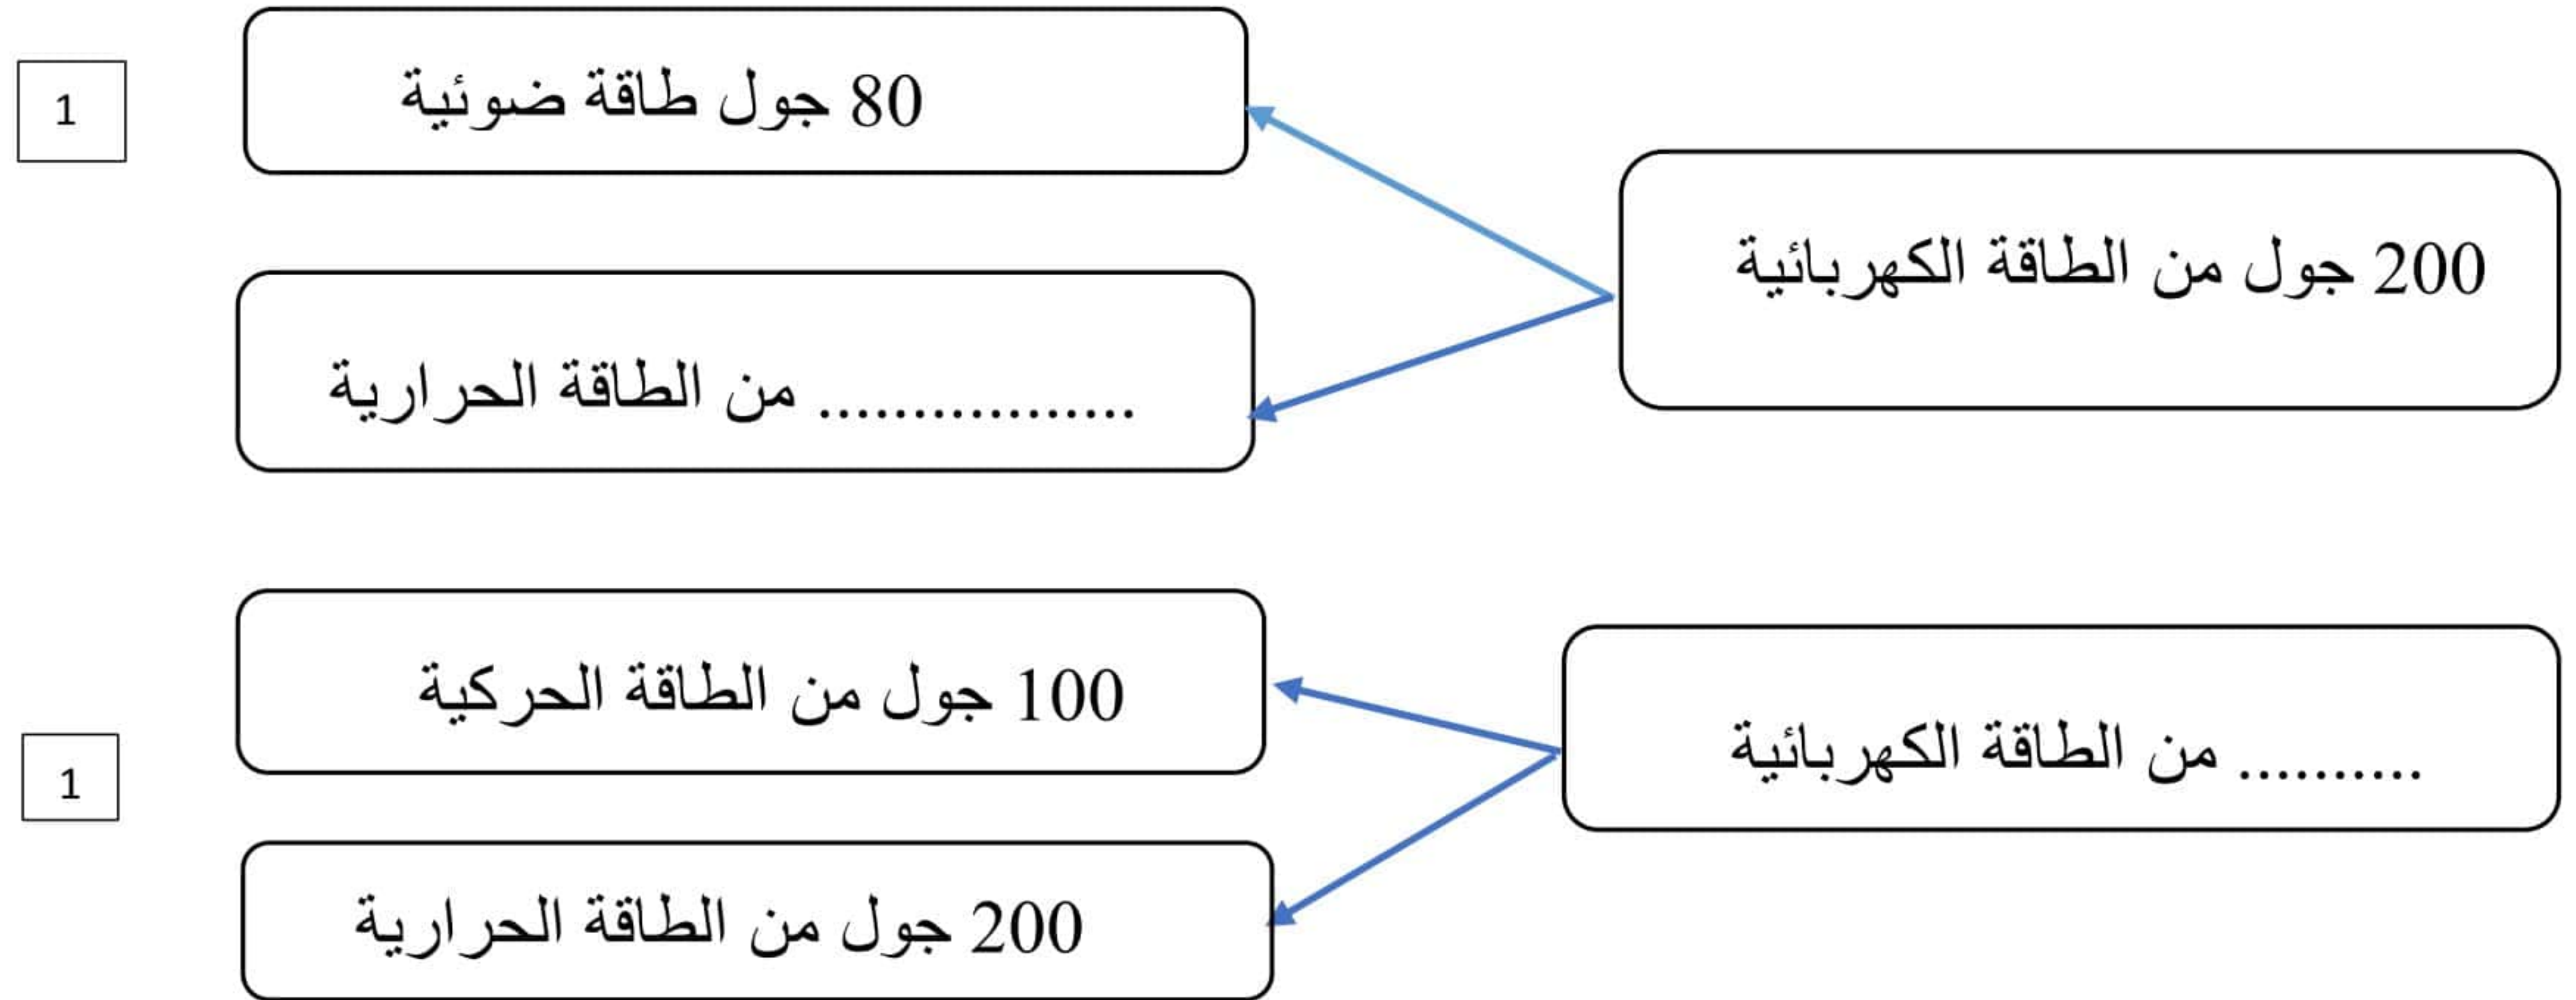 1
80 جول طاقة ضوئية
200 جول من الطاقة الكهربائية
................. من الطاقة الحرارية
100 جول من الطاقة الحركية
.......... من الطاقة الكهربائية
1
200 جول من الطاقة الحرارية